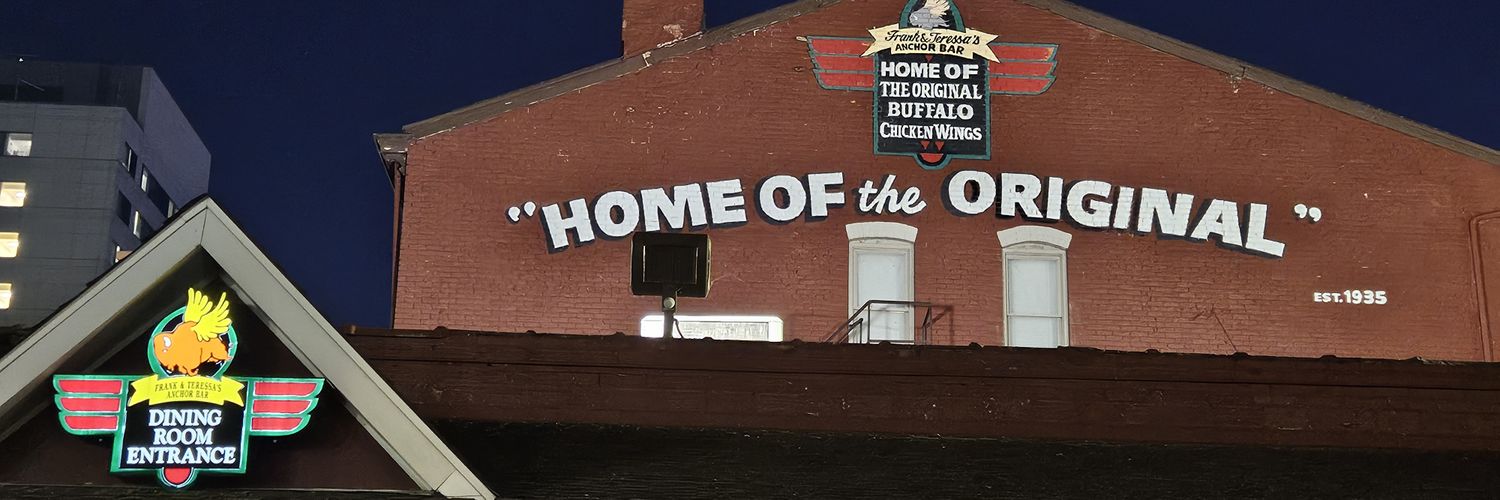 Frank & Teressa's
ANCHOR BAR
HOME OF
THE ORIGINAL
BUFFALO
CHICKEN WINGS
"HOME OF the ORIGINAL"
EST. 1935
FRANK & TERESSA'S
ANCHOR BAR
DINING
ROOM
ENTRANCE